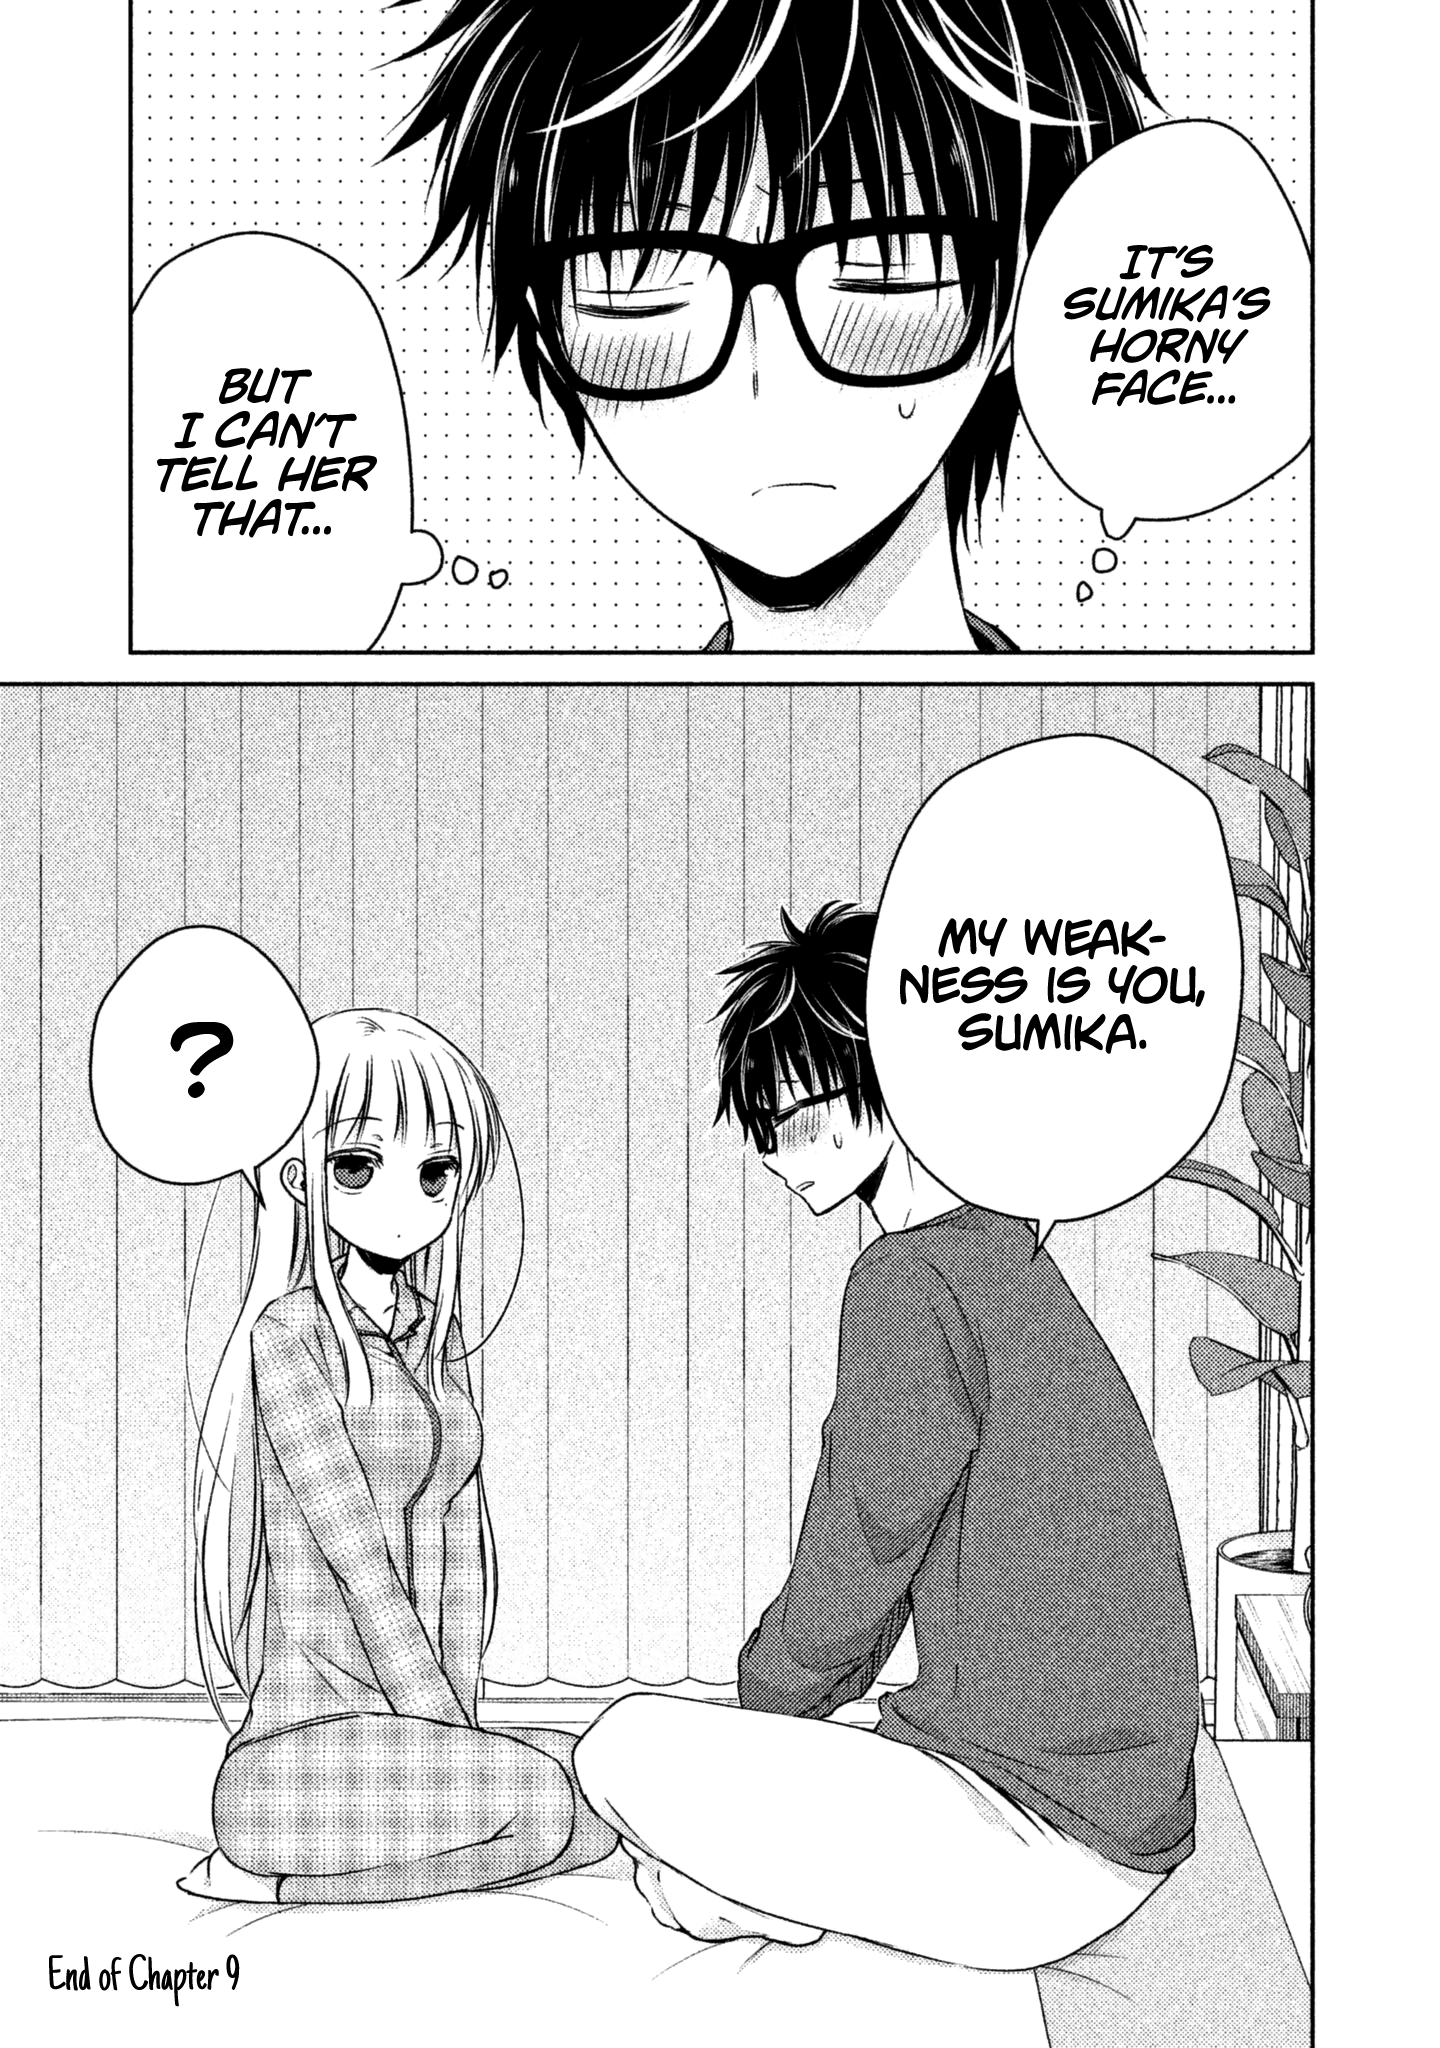 IT'S
SUMIKA'S
HORNY
FACE...
BUT
I CAN'T
TELL HER
THAT...
MY WEAK-
NESS IS YOU,
SUMIKA.
?
End of Chapter 9